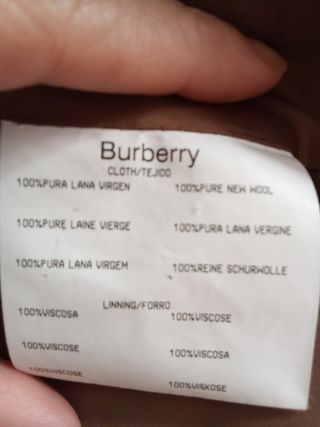 Burberry
CLOTH/TEJIDO
100%PURA LANA VIRGEN 100%PURE NEW WOOL
100%PURE LAINE VIERGE 100%PURA LANA VERGINE
100%PURA LANA VIRGEM 100%REINE SCHURWOLLE
LINNING/FORRO
100%VISCOSA 100%VISCOSE
100%VISCOSE 100%VISCOSA
100%VISCOSE 100%VISKOSE